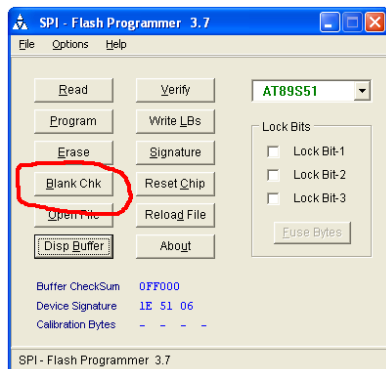 SPI - Flash Programmer 3.7
File Options Help
Read Verify AT89S51
Program Write LBs
Lock Bits
Erase Signature Lock Bit-1
Blank Chk Reset Chip Lock Bit-2
Lock Bit-3
Open File Reload File
Fuse Bytes
Disp Buffer About
Buffer CheckSum 0FF000
Device Signature 1E 51 06
Calibration Bytes - - - -
SPI - Flash Programmer 3.7